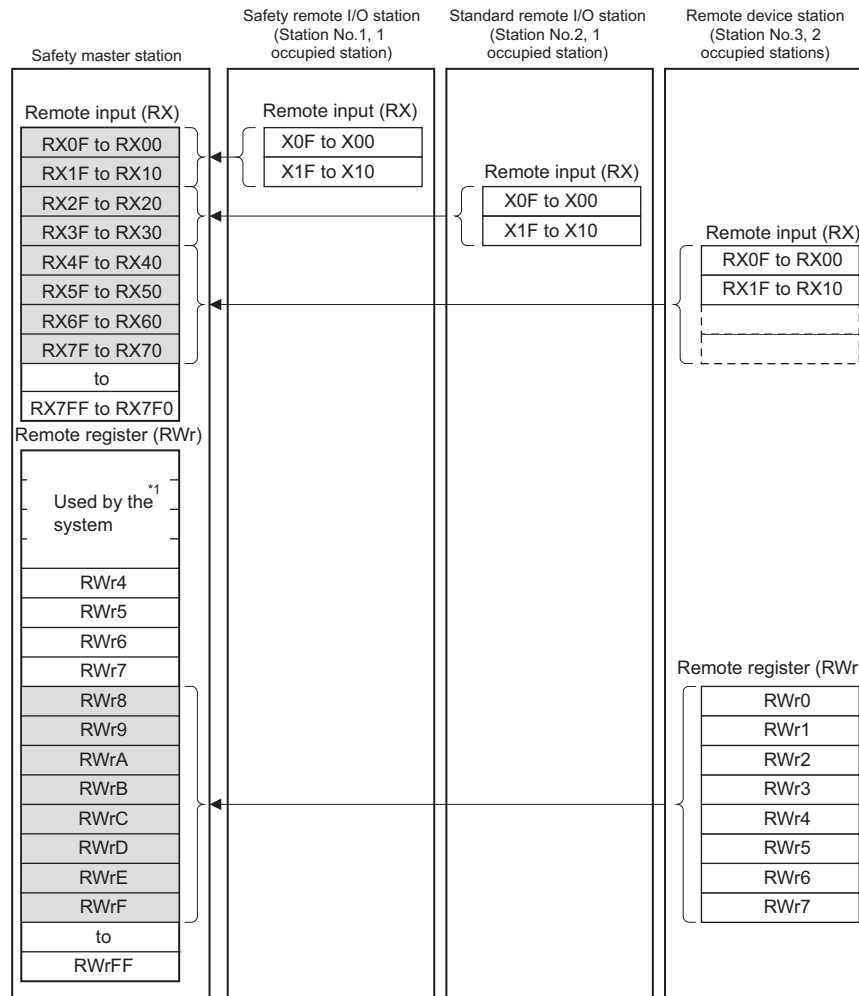 Safety master station
Safety remote I/O station
(Station No.1, 1
occupied station)
Standard remote I/O station
(Station No.2, 1
occupied station)
Remote device station
(Station No.3, 2
occupied stations)
Remote input (RX)
RX0F to RX00
RX1F to RX10
RX2F to RX20
RX3F to RX30
RX4F to RX40
RX5F to RX50
RX6F to RX60
RX7F to RX70
to
RX7FF to RX7F0
Remote input (RX)
X0F to X00
X1F to X10
Remote input (RX)
X0F to X00
X1F to X10
Remote input (RX)
RX0F to RX00
RX1F to RX10
Remote register (RWr)
Used by the*1
system
RWr4
RWr5
RWr6
RWr7
RWr8
RWr9
RWrA
RWrB
RWrC
RWrD
RWrE
RWrF
to
RWrFF
Remote register (RWr
RWr0
RWr1
RWr2
RWr3
RWr4
RWr5
RWr6
RWr7